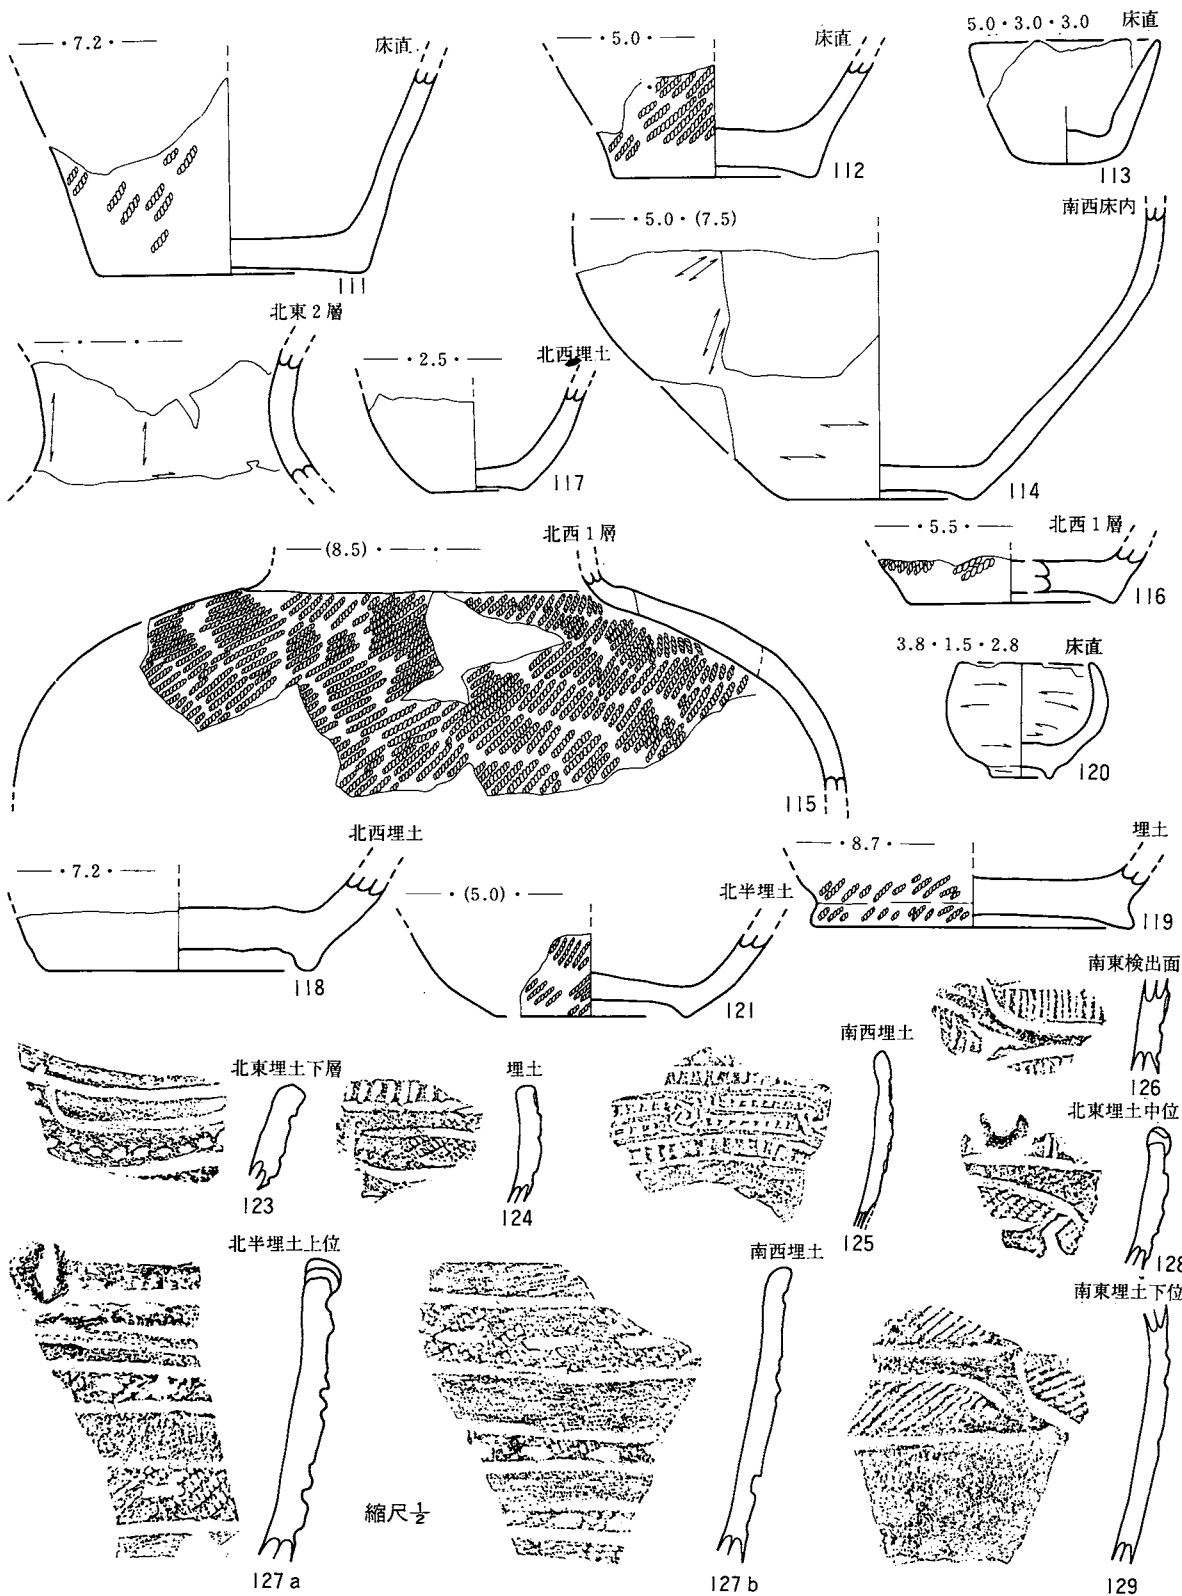 — ・7.2・ 床直
111
— ・5.0・ — 床直
112
5.0・3.0・3.0 床直
113
— ・5.0・(7.5) 南西床内
114
— ・ — ・ — 北東2層
— ・2.5・ — 北西埋土
117
— (8.5)・ — ・ — 北西1層
115
— ・5.5・ — 北西1層
116
3.8・1.5・2.8 床直
120
— ・7.2・ — 北西埋土
118
— ・(5.0)・ — 北半埋土
121
— ・8.7・ — 埋土
119
北東埋土下層
123
埋土
124
南西埋土
125
南東検出面
126
北東埋土中位
128
北半埋土上位
127 a
南西埋土
127 b
南東埋土下位
129
縮尺½